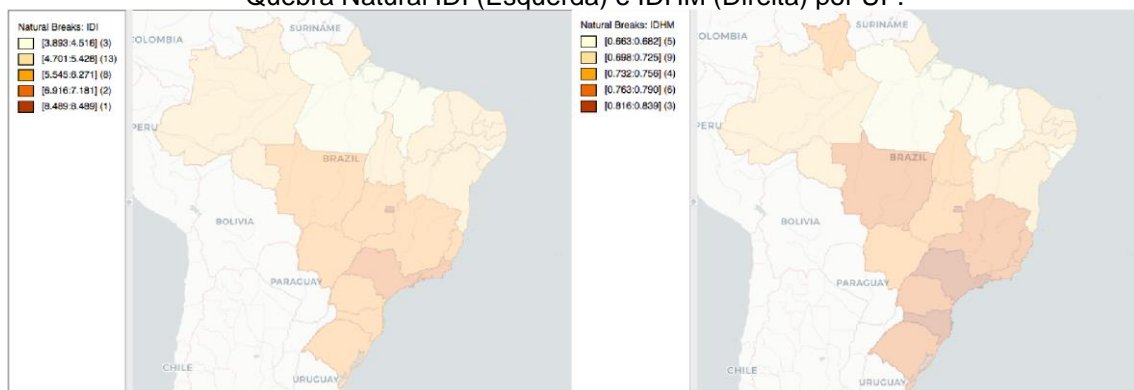 Quebra Natural IDI (Esquerda) e IDHM (Direita) por UF.
Natural Breaks: IDI
[3.893:4.516] (3)
[4.701:5.428] (13)
[5.545:6.271] (8)
[6.916:7.181] (2)
[8.489:8.489] (1)
COLOMBIA
SURINAME
PERU
BRAZIL
BOLIVIA
PARAGUAY
CHILE
URUGUAY
Natural Breaks: IDHM
[0.663:0.682] (5)
[0.698:0.725] (9)
[0.732:0.756] (4)
[0.763:0.790] (6)
[0.816:0.839] (3)
COLOMBIA
SURINAME
PERU
BRAZIL
BOLIVIA
PARAGUAY
CHILE
URUGUAY